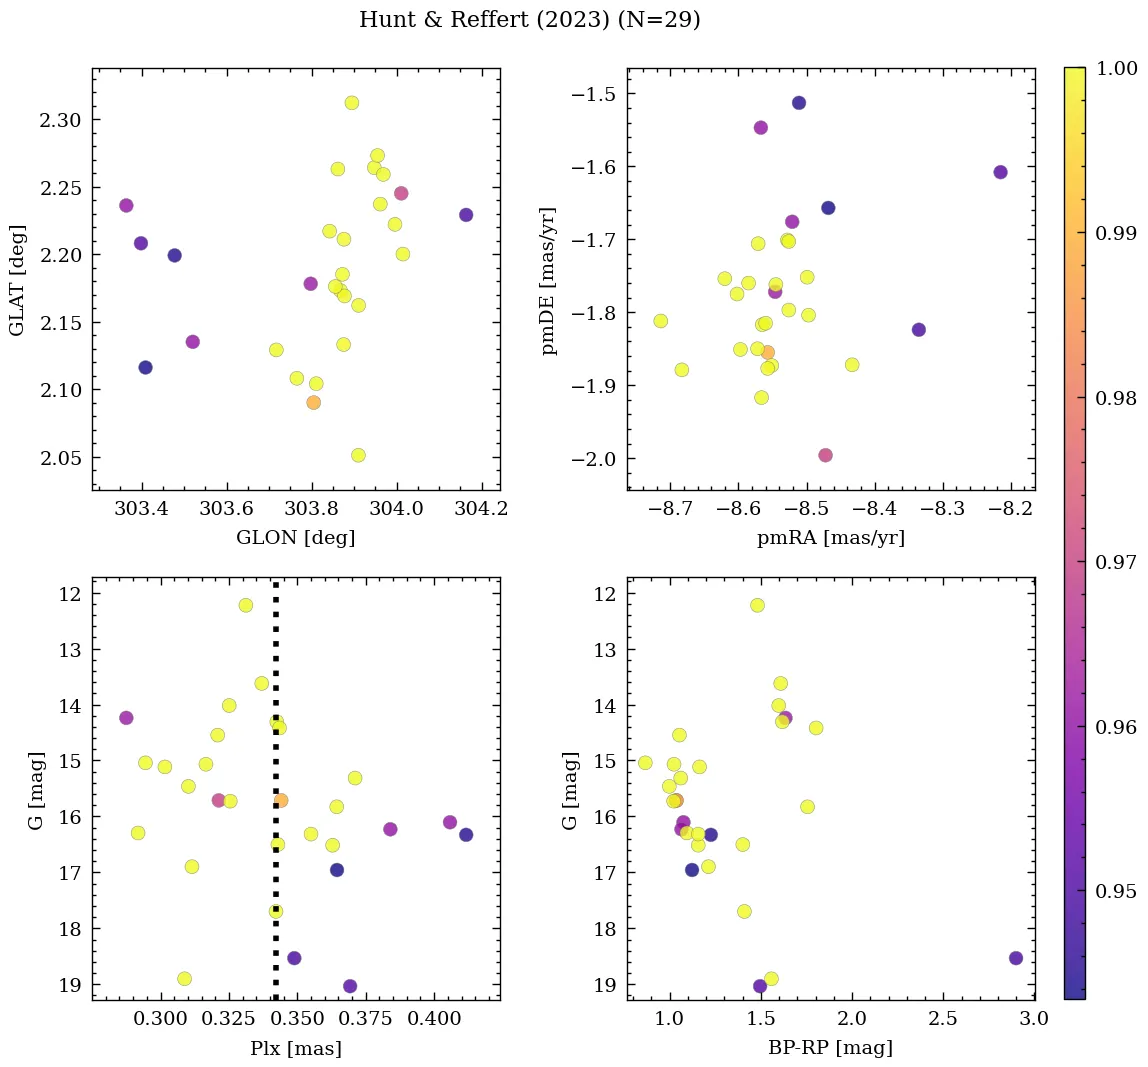 Hunt & Reffert (2023) (N=29)
2.30
2.25
2.20
2.15
2.10
2.05
GLAT [deg]
303.4 303.6 303.8 304.0 304.2
GLON [deg]
−1.5
−1.6
−1.7
−1.8
−1.9
−2.0
pmDE [mas/yr]
−8.7 −8.6 −8.5 −8.4 −8.3 −8.2
pmRA [mas/yr]
12
13
14
15
16
17
18
19
G [mag]
0.300 0.325 0.350 0.375 0.400
Plx [mas]
12
13
14
15
16
17
18
19
G [mag]
1.0 1.5 2.0 2.5 3.0
BP-RP [mag]
1.00
0.99
0.98
0.97
0.96
0.95